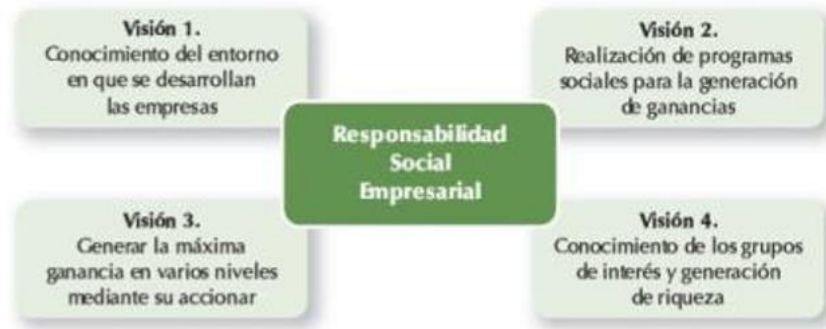 Visión 1.
Conocimiento del entorno
en que se desarrollan
las empresas
Visión 2.
Realización de programas
sociales para la generación
de ganancias
Responsabilidad
Social
Empresarial
Visión 3.
Generar la máxima
ganancia en varios niveles
mediante su accionar
Visión 4.
Conocimiento de los grupos
de interés y generación
de riqueza